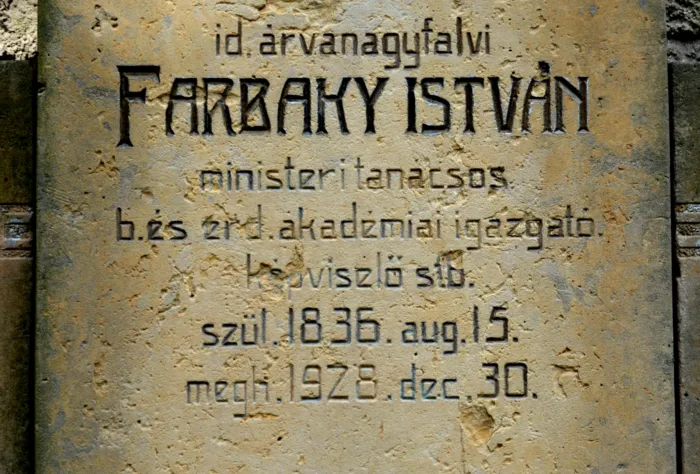 id. árvanagyfalvi
FARBAKY ISTVÁN
ministeri tanácsos
b. és erd. akadémiai igazgató.
képviselő stb.
szül. 1836. aug. 15.
megh. 1928. dec. 30.